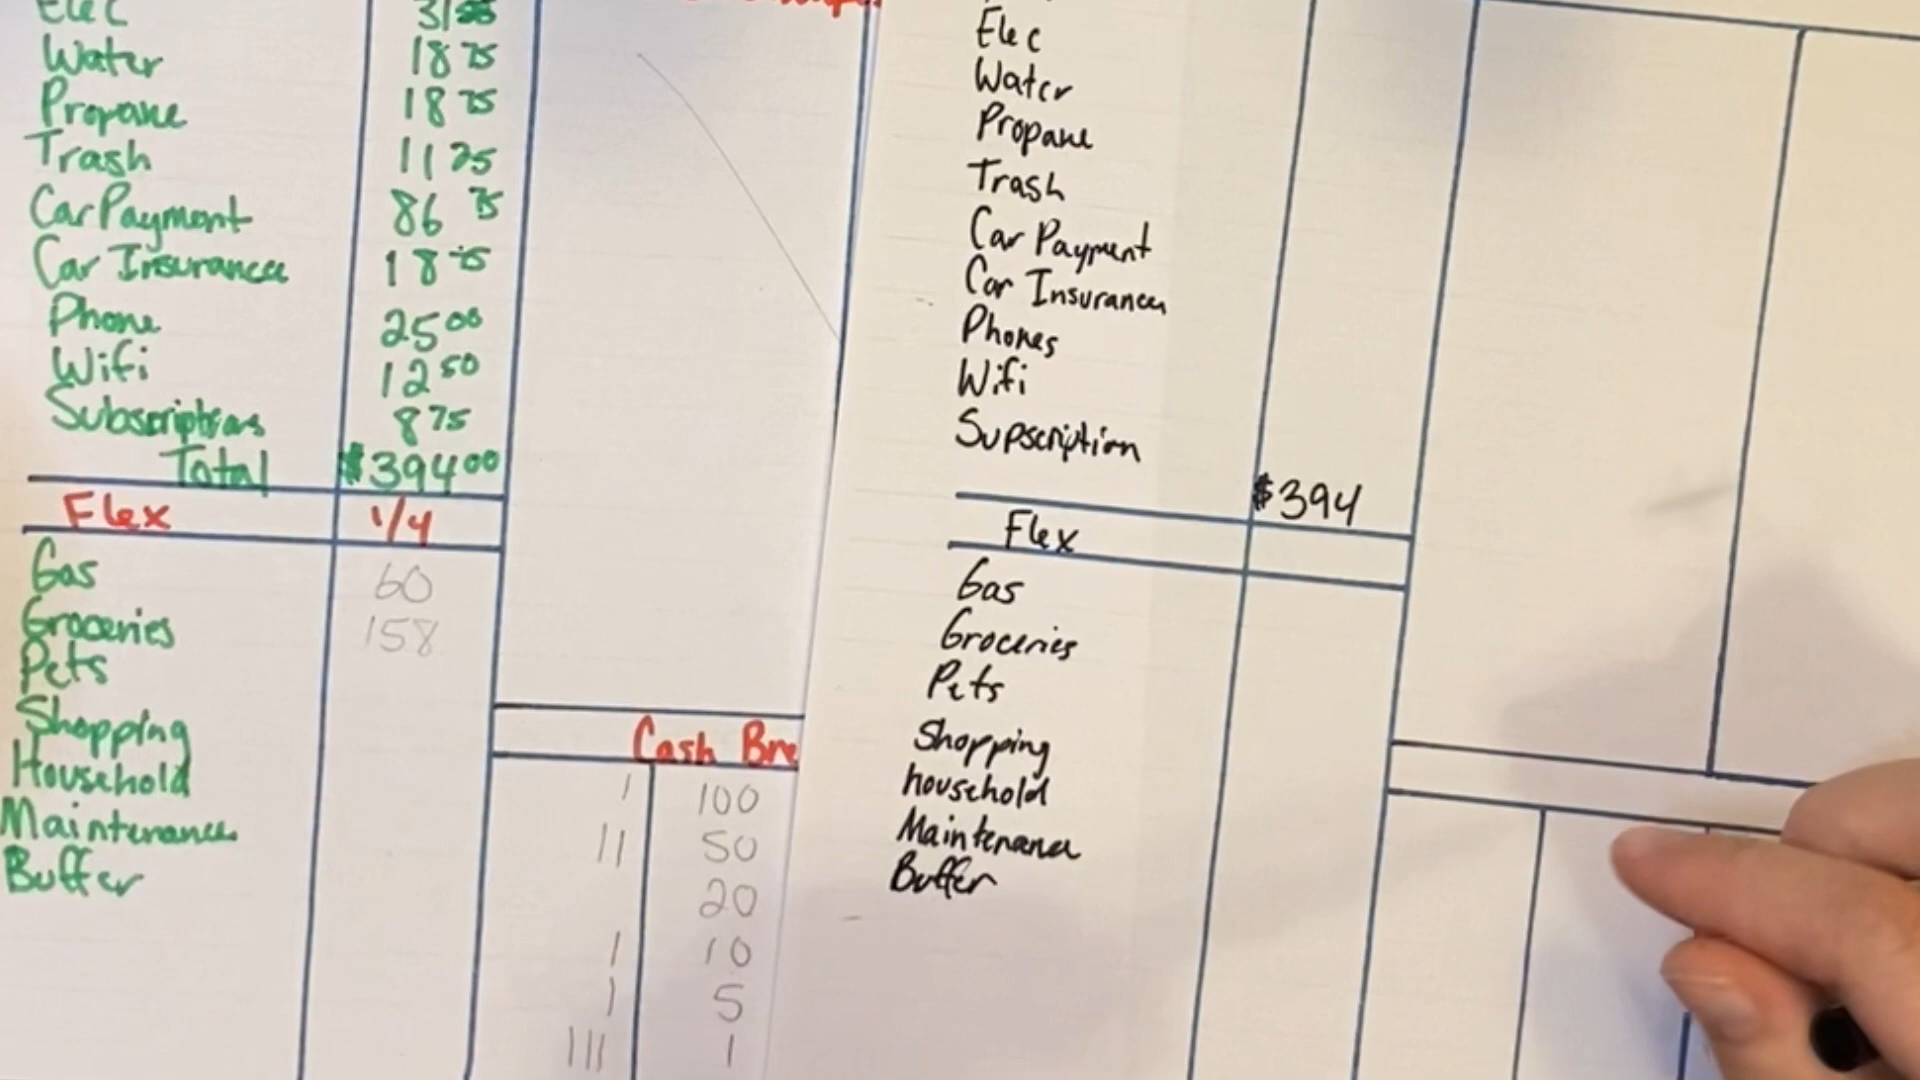 Elec
Water 18 75
Propane 18 75
Trash 11 25
Car Payment 86 75
Car Insurance 18 75
Phone 25 00
Wifi 12 50
Subscriptions 8 75
Total $394 00
Flex 1/4
Gas 60
Groceries 158
Pets
Shopping
Household
Maintenance
Buffer
Cash Bre
I 100
II 50
20
I 10
I 5
III 1
Elec
Water
Propane
Trash
Car Payment
Car Insurance
Phones
Wifi
Supscription
$394
Flex
Gas
Groceries
Pets
Shopping
household
Maintenance
Buffer